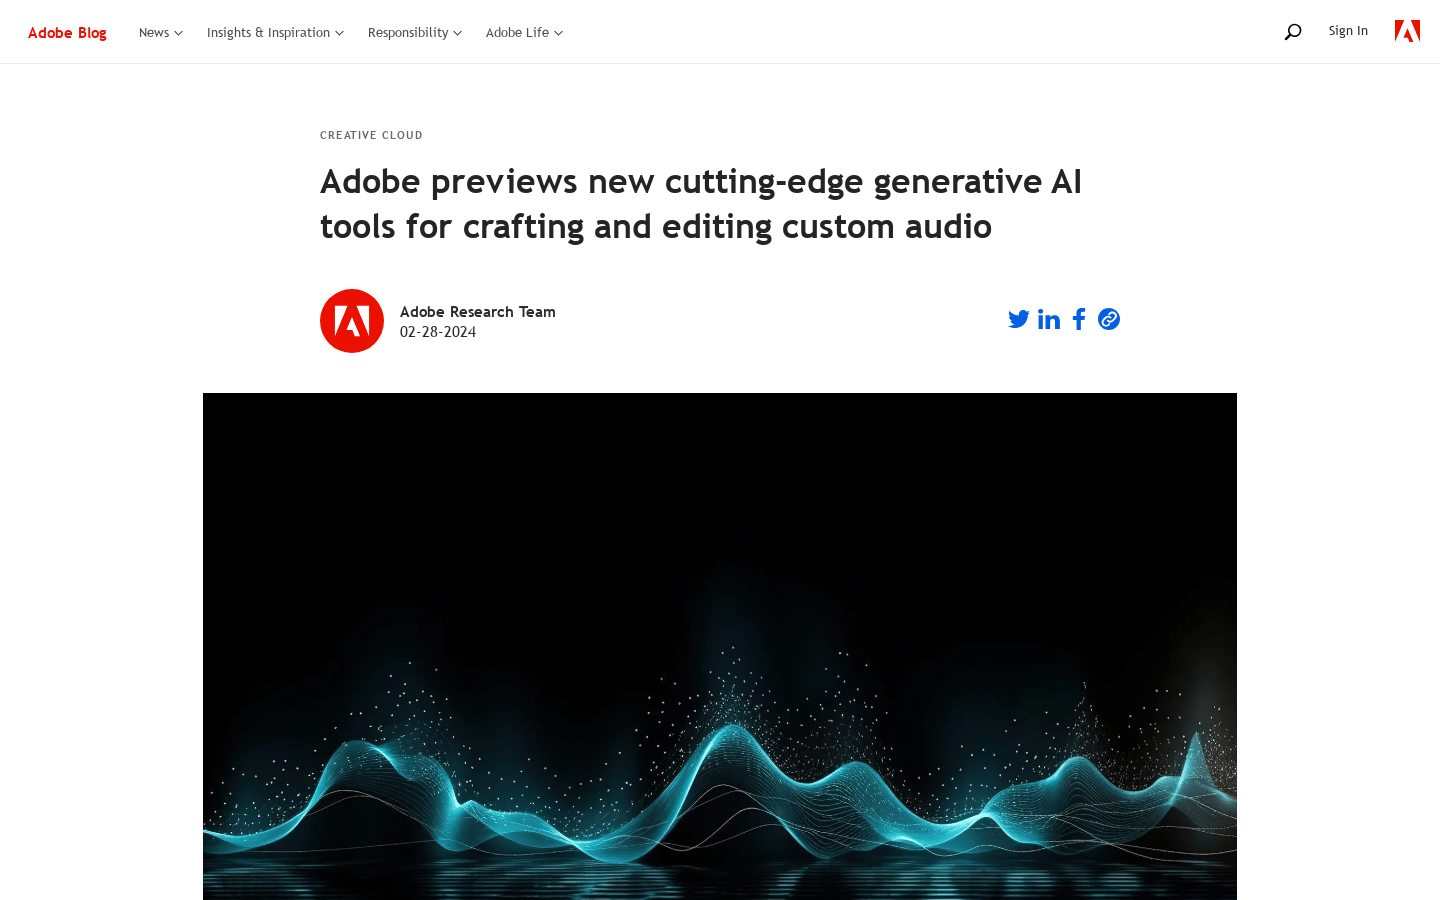 Adobe Blog
News
Insights & Inspiration
Responsibility
Adobe Life
Sign In
CREATIVE CLOUD
Adobe previews new cutting-edge generative AI
tools for crafting and editing custom audio
Adobe Research Team
02-28-2024